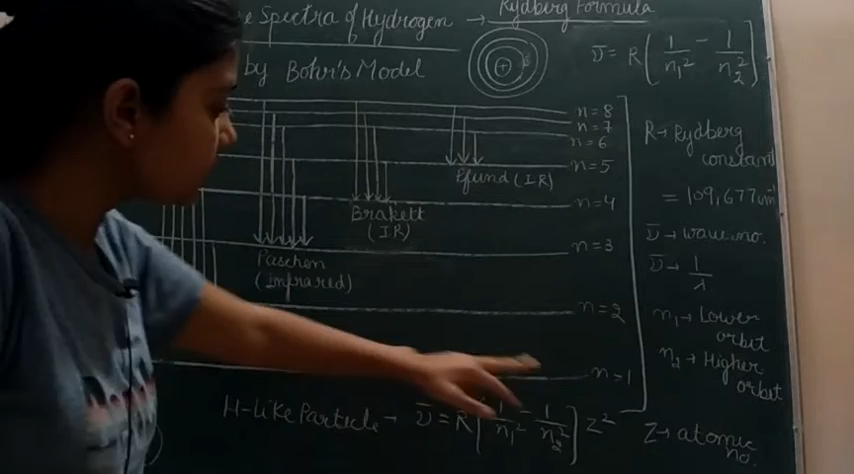 Spectra of Hydrogen → Rydberg Formula
by Bohr's Model
ν̄ = R(1/n₁² - 1/n₂²)
n = 8
n = 7
n = 6
n = 5
Pfund (IR)
n = 4
Brakett
(IR)
n = 3
Paschen
(infrared)
n = 2
n = 1
R → Rydberg
constant
= 109,677 cm⁻¹
ν̄ → wave no.
ν̄ → 1/λ
n₁ → Lower
orbit
n₂ → Higher
orbit
H-like Particle → ν̄ = R[1/n₁² - 1/n₂²] Z²
Z → atomic
no.